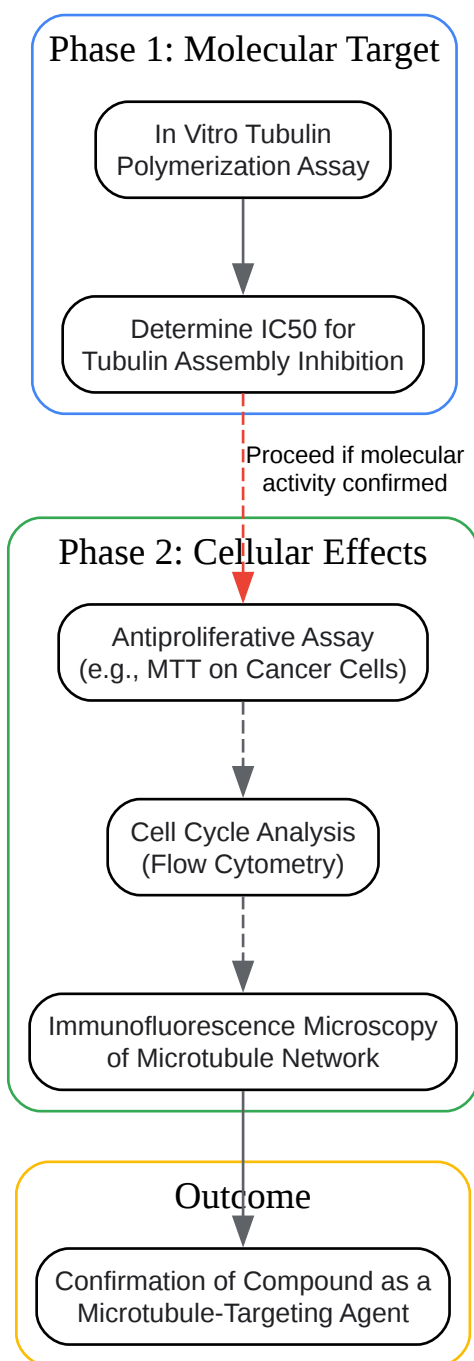 Phase 1: Molecular Target
In Vitro Tubulin
Polymerization Assay
Determine IC50 for
Tubulin Assembly Inhibition
Proceed if molecular
activity confirmed
Phase 2: Cellular Effects
Antiproliferative Assay
(e.g., MTT on Cancer Cells)
Cell Cycle Analysis
(Flow Cytometry)
Immunofluorescence Microscopy
of Microtubule Network
Outcome
Confirmation of Compound as a
Microtubule-Targeting Agent